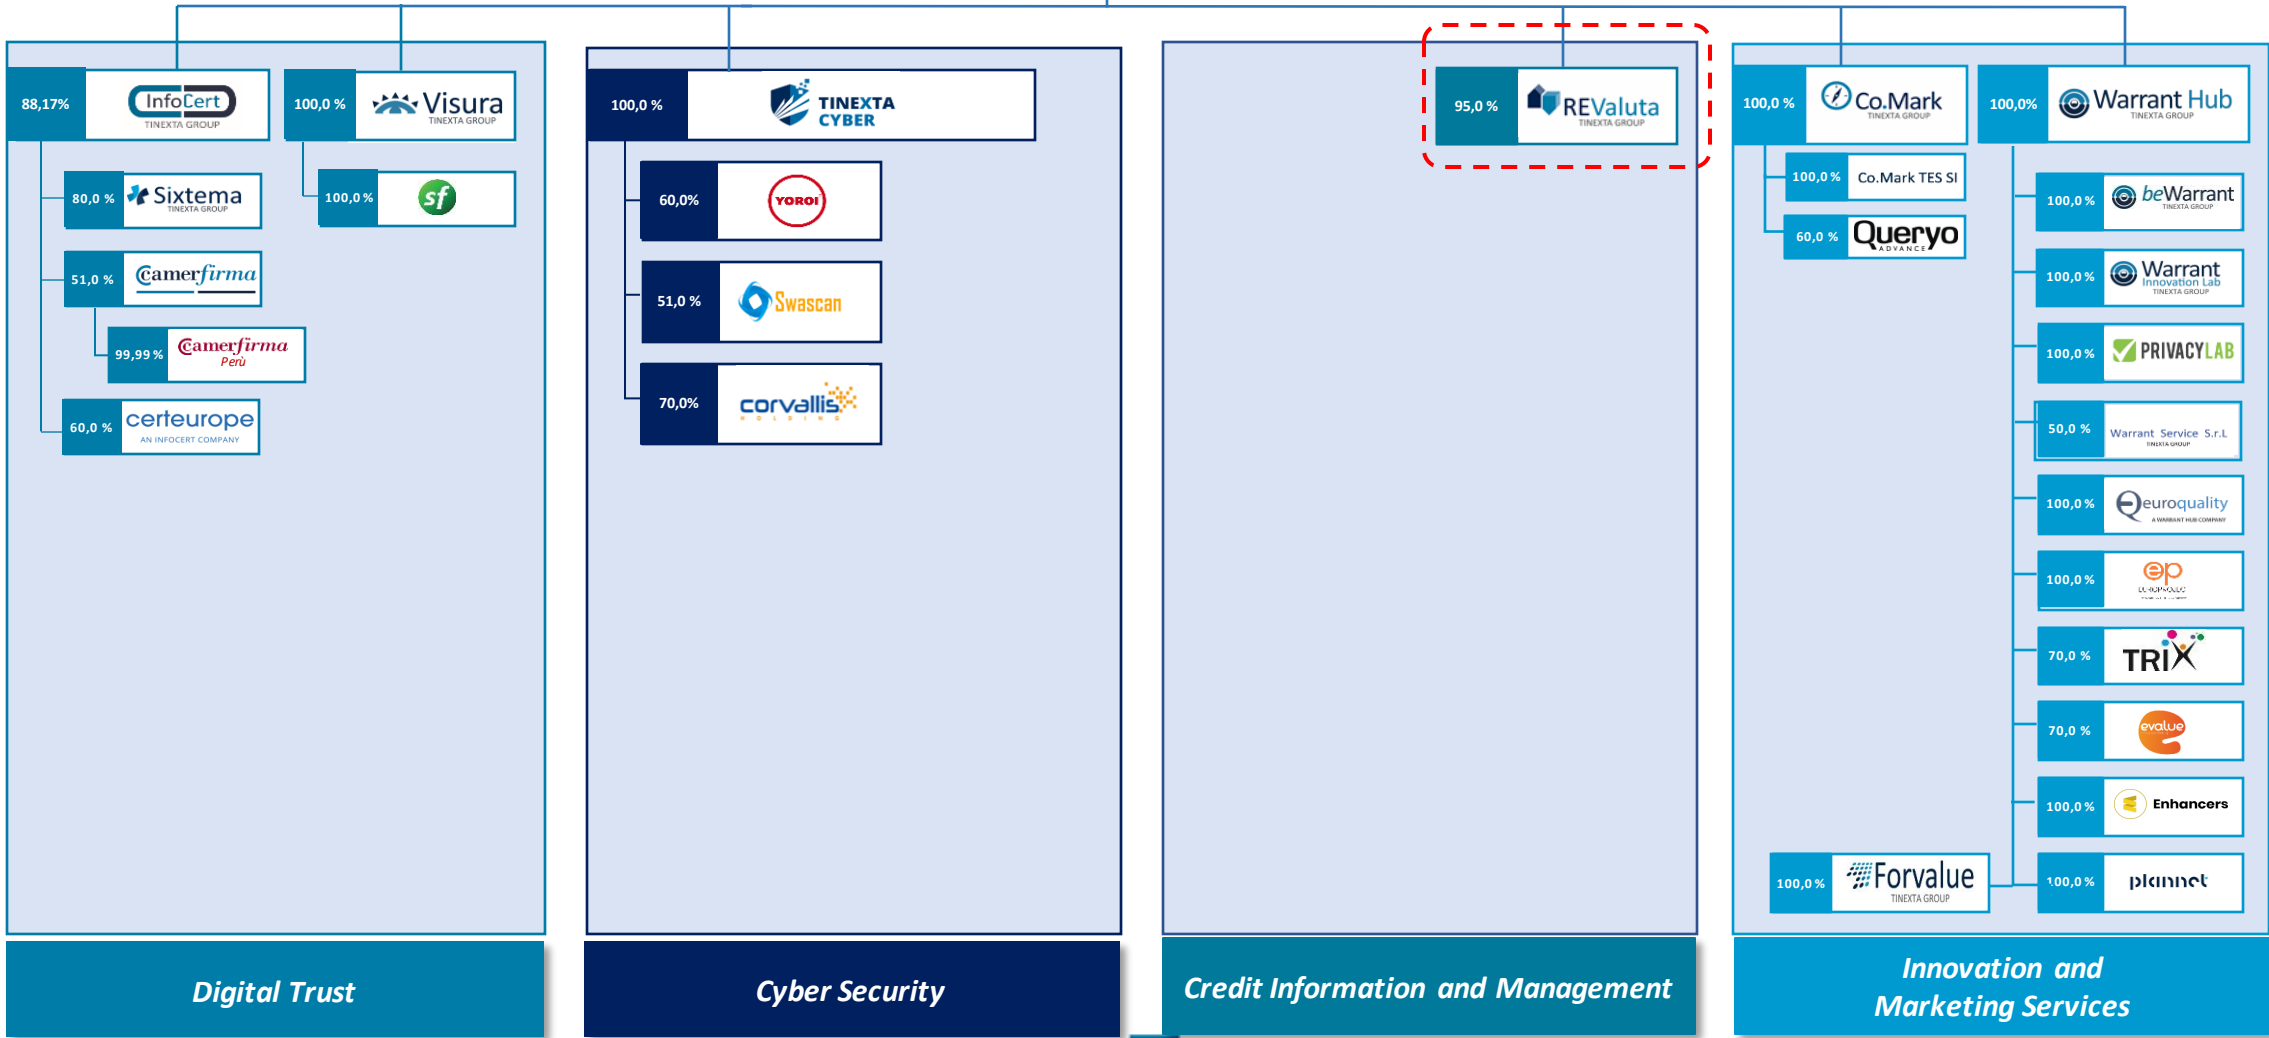 88,17%
InfoCert
TINEXTA GROUP
100,0 %
Visura
TINEXTA GROUP
80,0 %
Sixtema
TINEXTA GROUP
100,0 %
sf
51,0 %
Camerfirma
99,99 %
Camerfirma
Perù
60,0 %
certeurope
AN INFOCERT COMPANY
Digital Trust
100,0 %
TINEXTA
CYBER
60,0%
YOROI
51,0 %
Swascan
70,0%
corvallis
HOLDING
Cyber Security
95,0 %
REValuta
TINEXTA GROUP
Credit Information and Management
100,0 %
Co.Mark
TINEXTA GROUP
100,0 %
Co.Mark TES SI
60,0 %
Queryo
ADVANCE
100,0%
Warrant Hub
TINEXTA GROUP
100,0 %
beWarrant
TINEXTA GROUP
100,0 %
Warrant
Innovation Lab
TINEXTA GROUP
100,0 %
PRIVACYLAB
50,0 %
Warrant Service S.r.L
TINEXTA GROUP
100,0 %
euroquality
A WARRANT HUB COMPANY
100,0 %
ep
70,0 %
TRIX
70,0 %
evalue
100,0 %
Enhancers
100,0 %
Forvalue
TINEXTA GROUP
100,0 %
plannet
Innovation and
Marketing Services